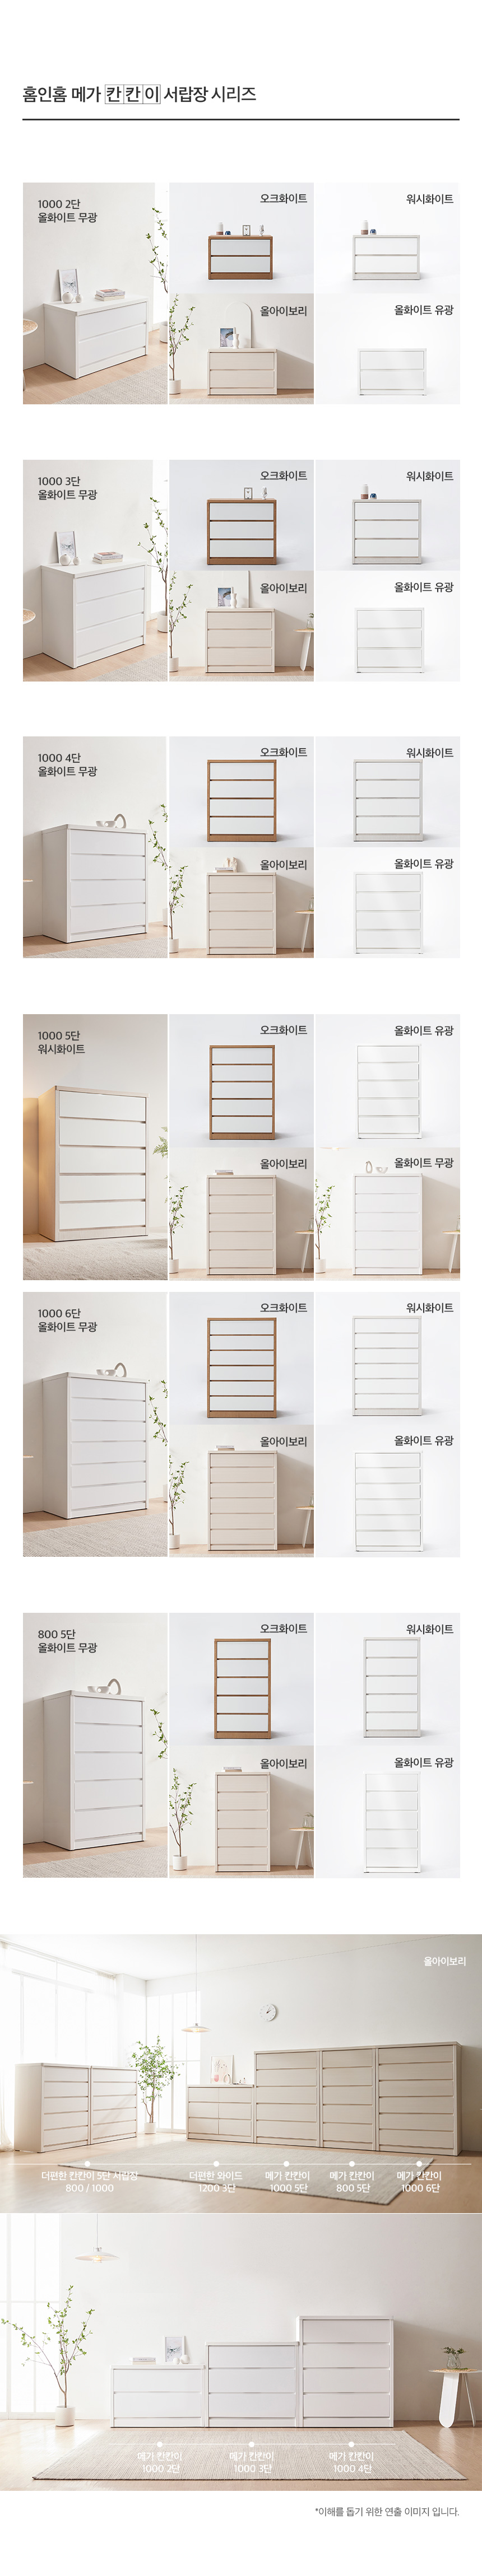 홈인홈 메가 칸칸이 서랍장 시리즈
1000 2단
올화이트 무광
오크화이트
워시화이트
올아이보리
올화이트 유광
1000 3단
올화이트 무광
오크화이트
워시화이트
올아이보리
올화이트 유광
1000 4단
올화이트 무광
오크화이트
워시화이트
올아이보리
올화이트 유광
1000 5단
워시화이트
오크화이트
올화이트 유광
올아이보리
올화이트 무광
1000 6단
올화이트 무광
오크화이트
워시화이트
올아이보리
올화이트 유광
800 5단
올화이트 무광
오크화이트
워시화이트
올아이보리
올화이트 유광
올아이보리
더편한 칸칸이 5단 서랍장
800 / 1000
더편한 와이드
1200 3단
메가 칸칸이
1000 5단
메가 칸칸이
800 5단
메가 칸칸이
1000 6단
메가 칸칸이
1000 2단
메가 칸칸이
1000 3단
메가 칸칸이
1000 4단
*이해를 돕기 위한 연출 이미지 입니다.